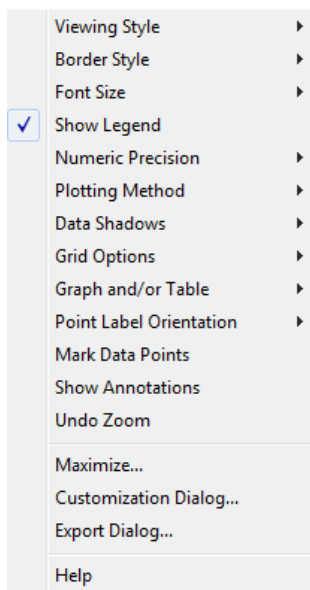 Viewing Style
Border Style
Font Size
Show Legend
Numeric Precision
Plotting Method
Data Shadows
Grid Options
Graph and/or Table
Point Label Orientation
Mark Data Points
Show Annotations
Undo Zoom
Maximize...
Customization Dialog...
Export Dialog...
Help